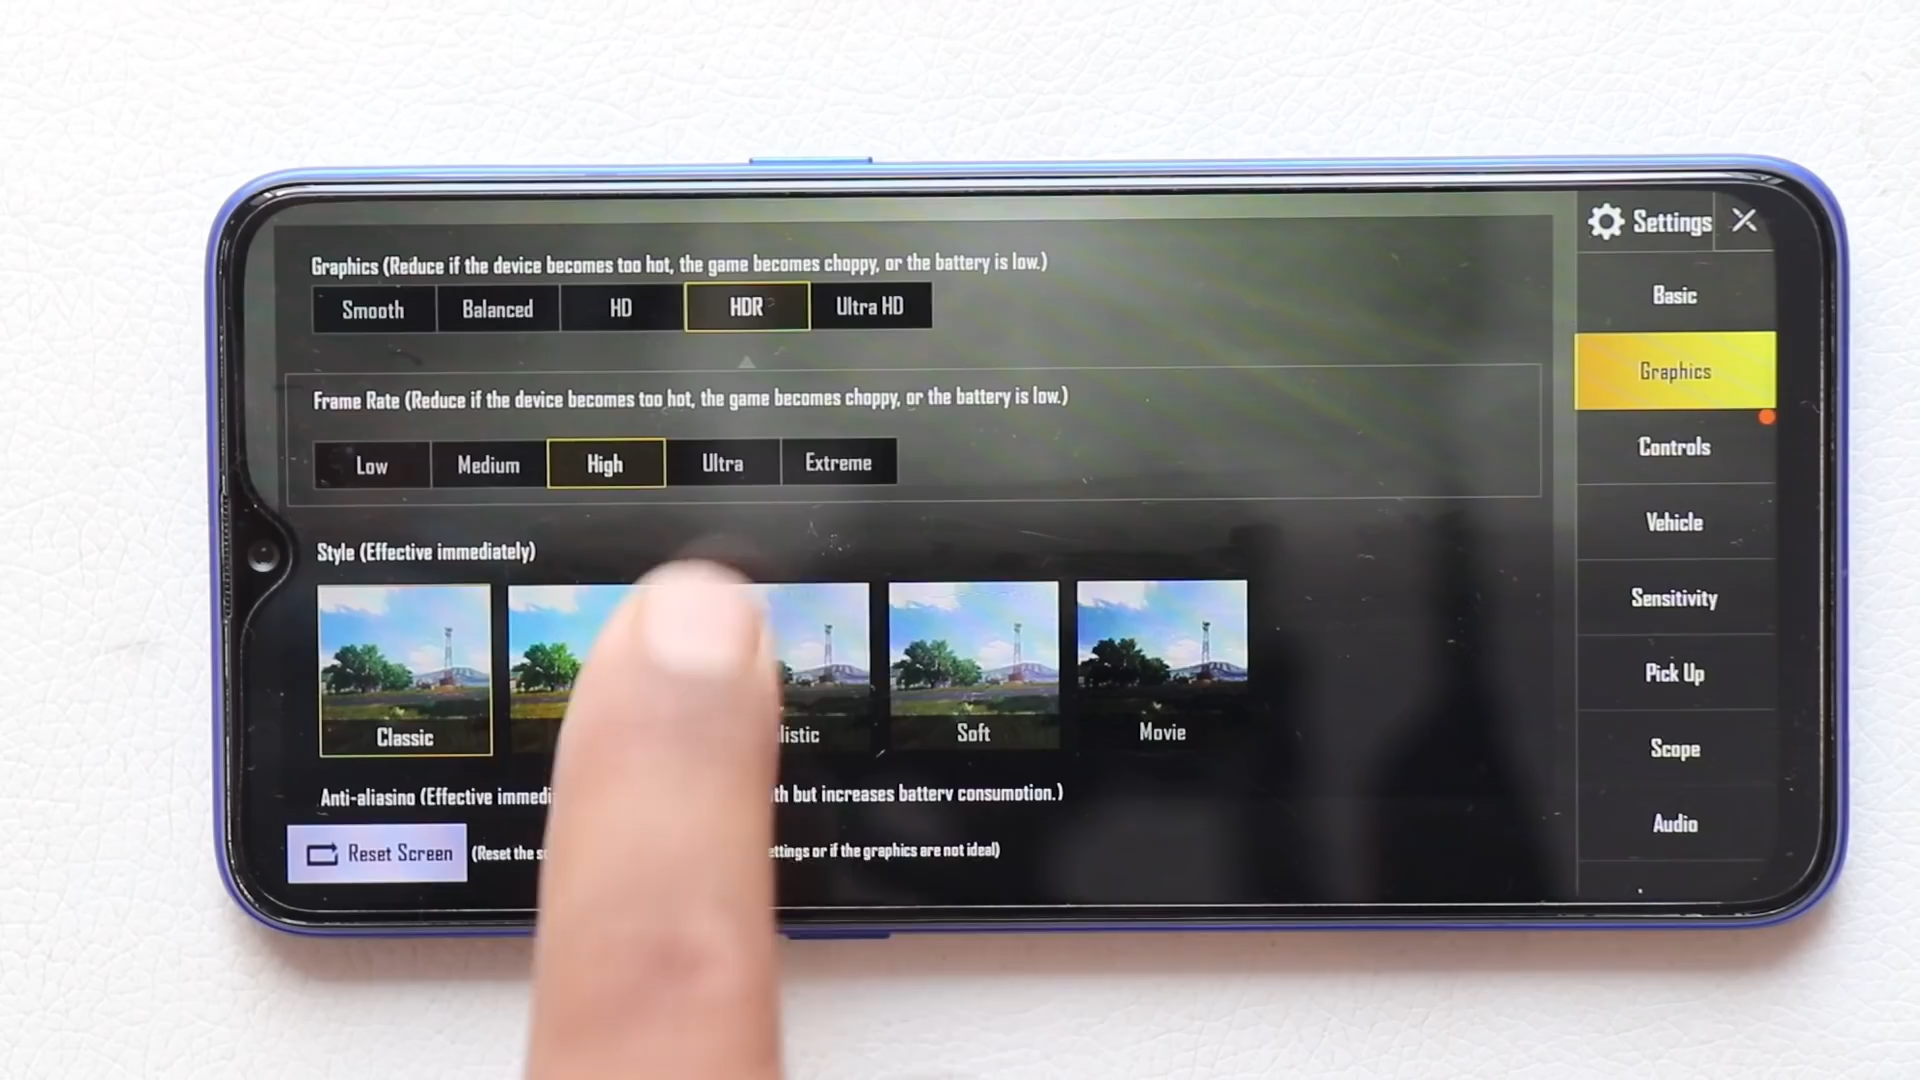 Settings
Graphics (Reduce if the device becomes too hot, the game becomes choppy, or the battery is low.)
Smooth Balanced HD HDR Ultra HD
Frame Rate (Reduce if the device becomes too hot, the game becomes choppy, or the battery is low.)
Low Medium High Ultra Extreme
Style (Effective immediately)
Classic listic Soft Movie
Anti-aliasing (Effective immedi th but increases battery consumption.)
Reset Screen (Reset the s ettings or if the graphics are not ideal)
Basic
Graphics
Controls
Vehicle
Sensitivity
Pick Up
Scope
Audio